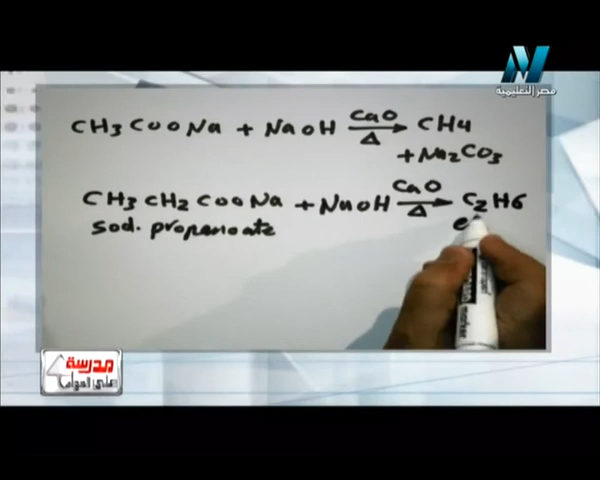 مصر التعليمية
CaO
CH3COONa + NaOH → CH4
Δ
+ Na2CO3
CaO
CH3CH2COONa + NaOH → C2H6
Δ
sod. propanoate
e
مدرسة
على الهواء